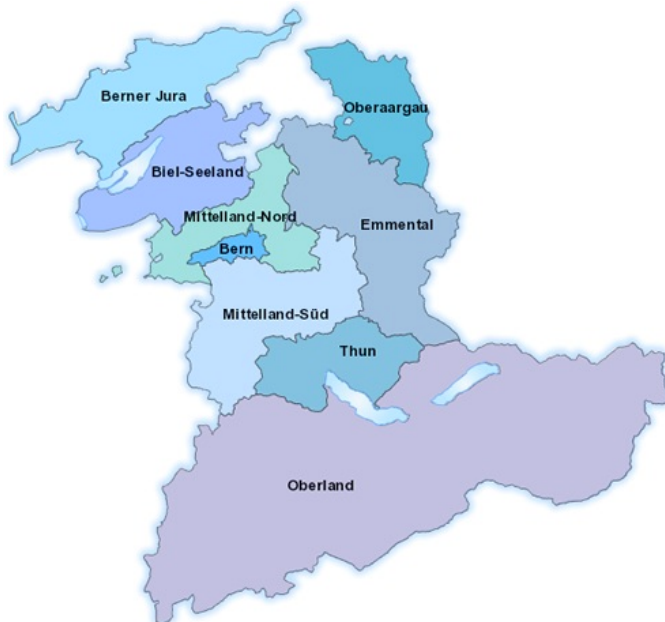 Berner Jura
Oberaargau
Biel-Seeland
MIttelland-Nord
Emmental
Bern
Mittelland-Süd
Thun
Oberland